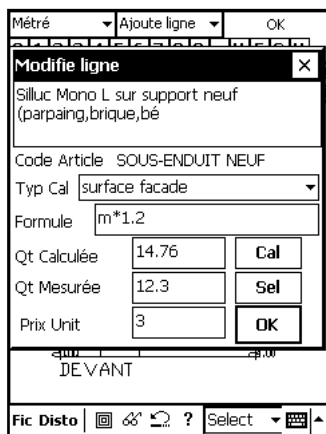 Métré Ajoute ligne OK
Modifie ligne
Silluc Mono L sur support neuf
(parpaing,brique,bé
Code Article SOUS-ENDUIT NEUF
Typ Cal surface facade
Formule m*1.2
Qt Calculée 14.76 Cal
Qt Mesurée 12.3 Sel
Prix Unit 3 OK
DEVANT
Fic Disto ? Select